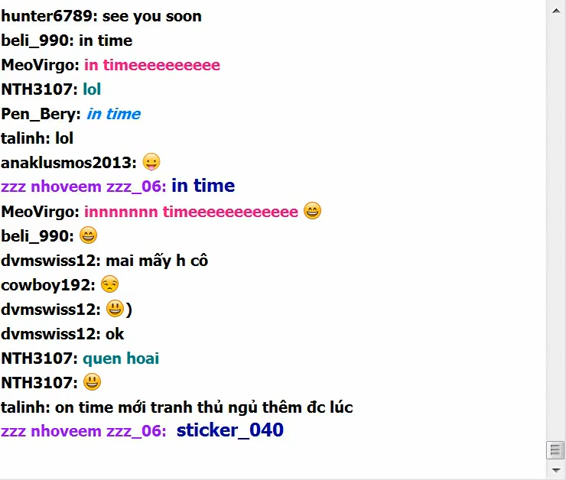 hunter6789: see you soon
beli_990: in time
MeoVirgo: in timeeeeeeeeee
NTH3107: lol
Pen_Bery: in time
talinh: lol
anaklusmos2013: 😛
zzz nhoveem zzz_06: in time
MeoVirgo: innnnnnn timeeeeeeeeeeee 😄
beli_990: 😄
dvmswiss12: mai mấy h cô
cowboy192: 😒
dvmswiss12: 😃)
dvmswiss12: ok
NTH3107: quen hoai
NTH3107: 😃
talinh: on time mới tranh thủ ngủ thêm đc lúc
zzz nhoveem zzz_06: sticker_040